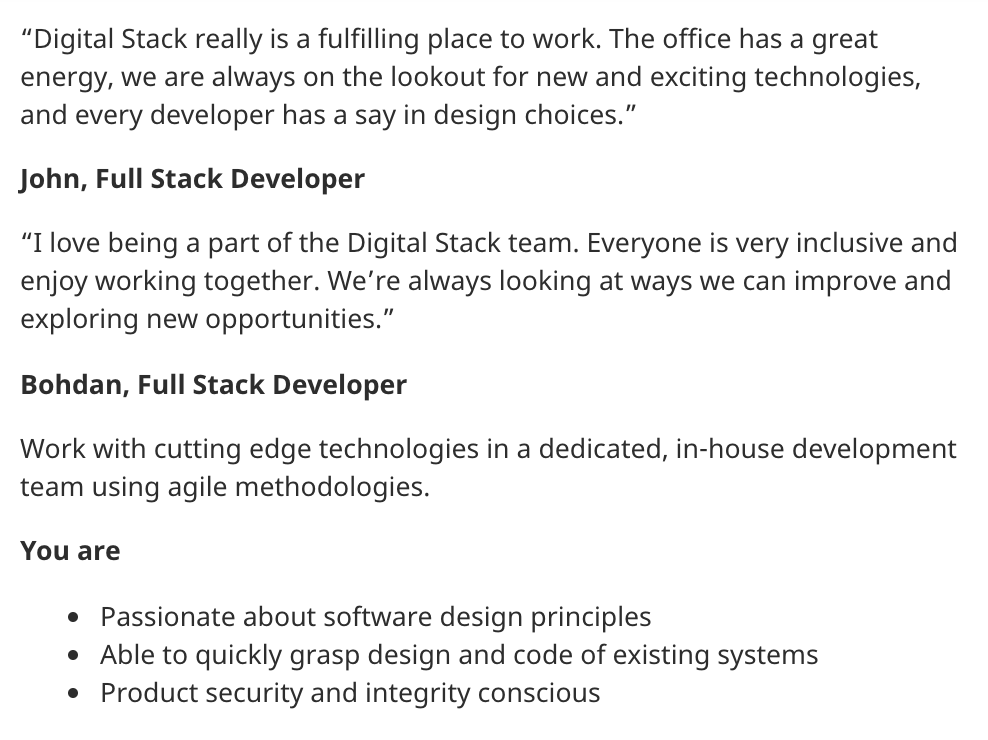 “Digital Stack really is a fulfilling place to work. The office has a great
energy, we are always on the lookout for new and exciting technologies,
and every developer has a say in design choices.”
John, Full Stack Developer
“I love being a part of the Digital Stack team. Everyone is very inclusive and
enjoy working together. We’re always looking at ways we can improve and
exploring new opportunities.”
Bohdan, Full Stack Developer
Work with cutting edge technologies in a dedicated, in-house development
team using agile methodologies.
You are
• Passionate about software design principles
• Able to quickly grasp design and code of existing systems
• Product security and integrity conscious